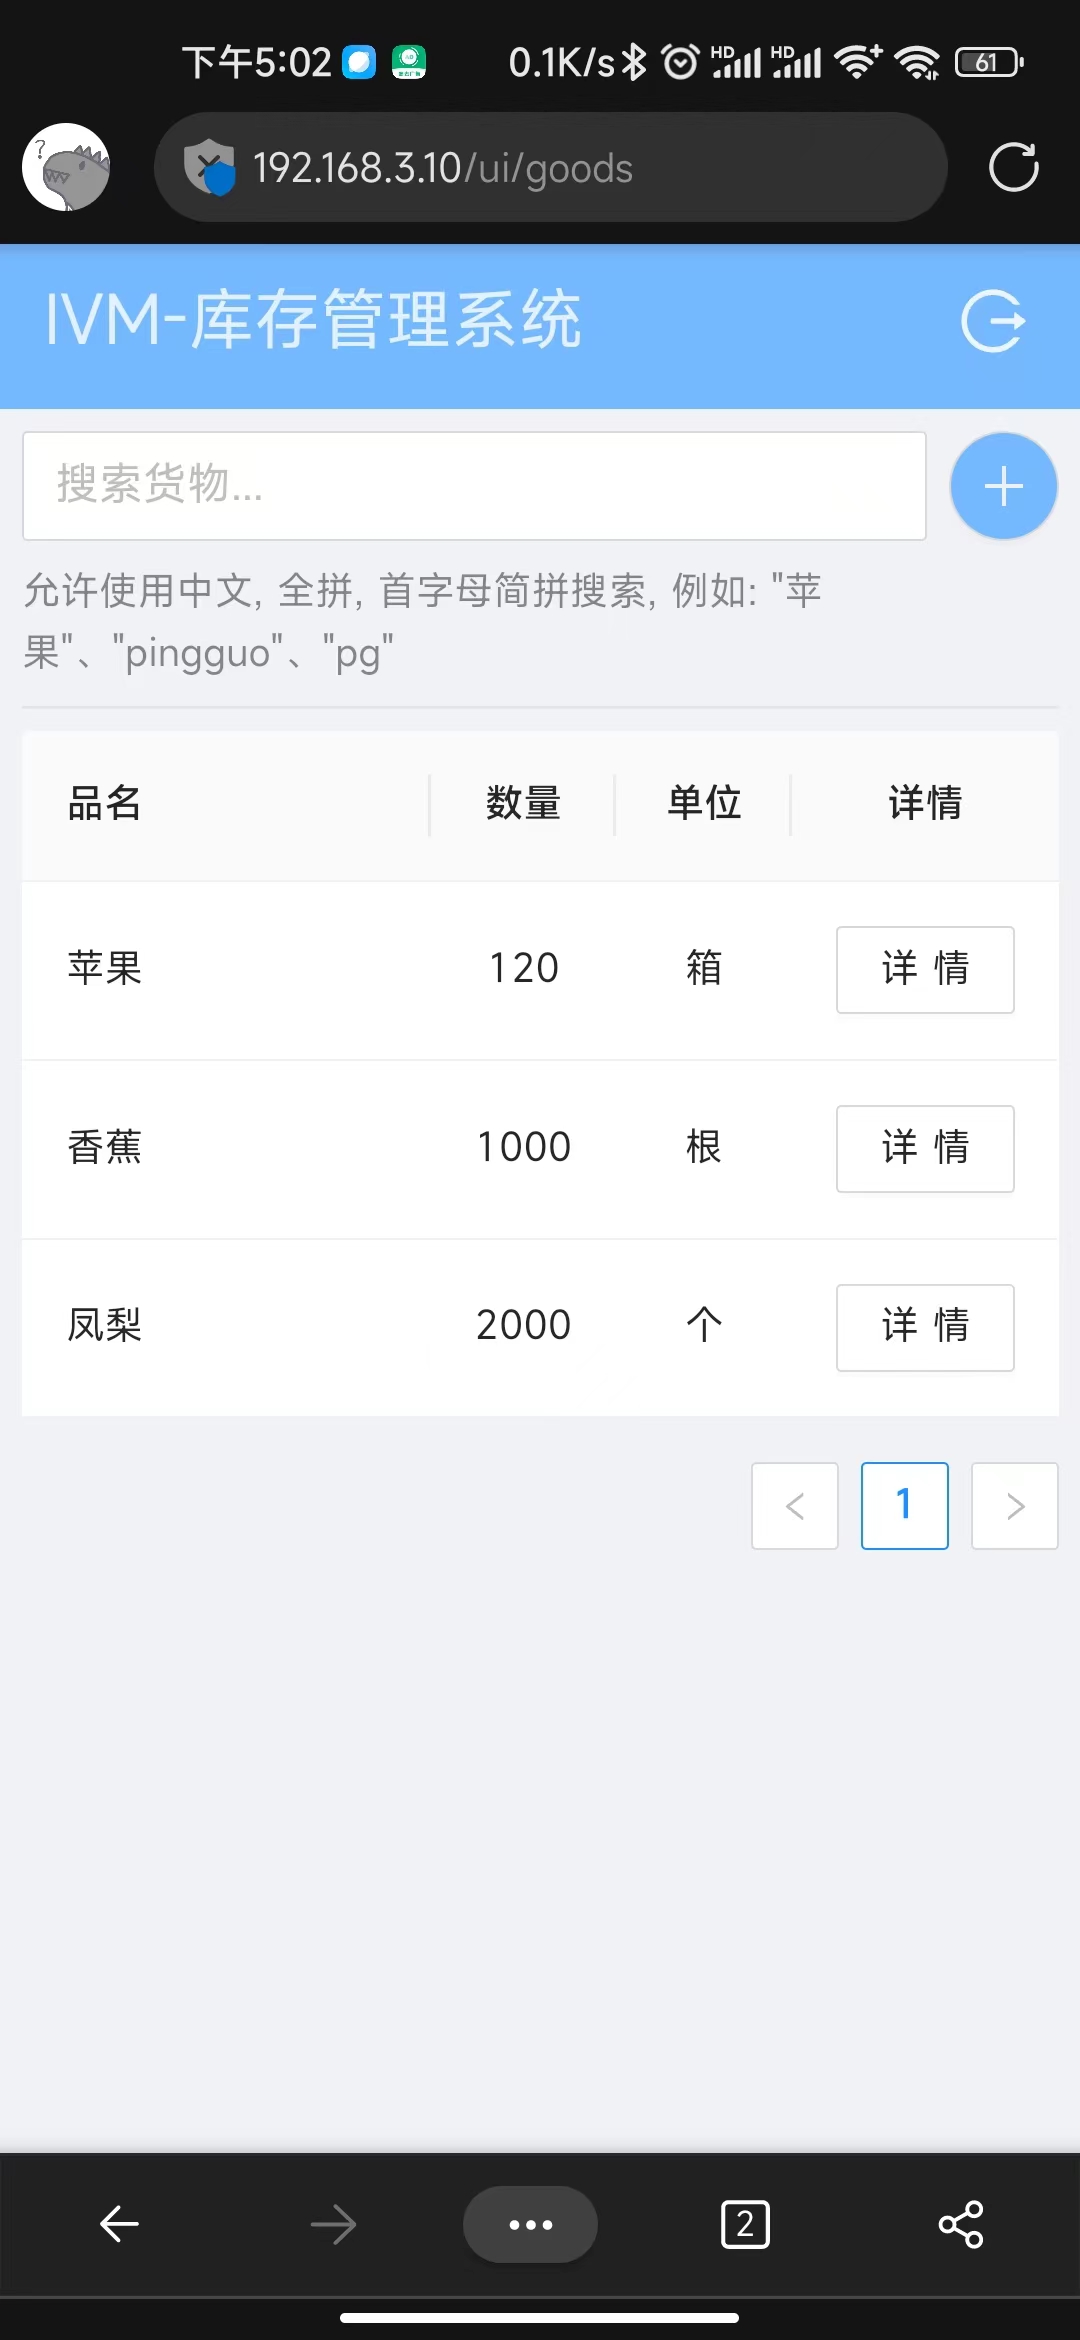 下午5:02 0.1K/s HD HD 61
192.168.3.10/ui/goods
IVM-库存管理系统
搜索货物...
允许使用中文, 全拼, 首字母简拼搜索, 例如: "苹
果"、"pingguo"、"pg"
品名 数量 单位 详情
苹果 120 箱 详 情
香蕉 1000 根 详 情
凤梨 2000 个 详 情
< 1 >
2